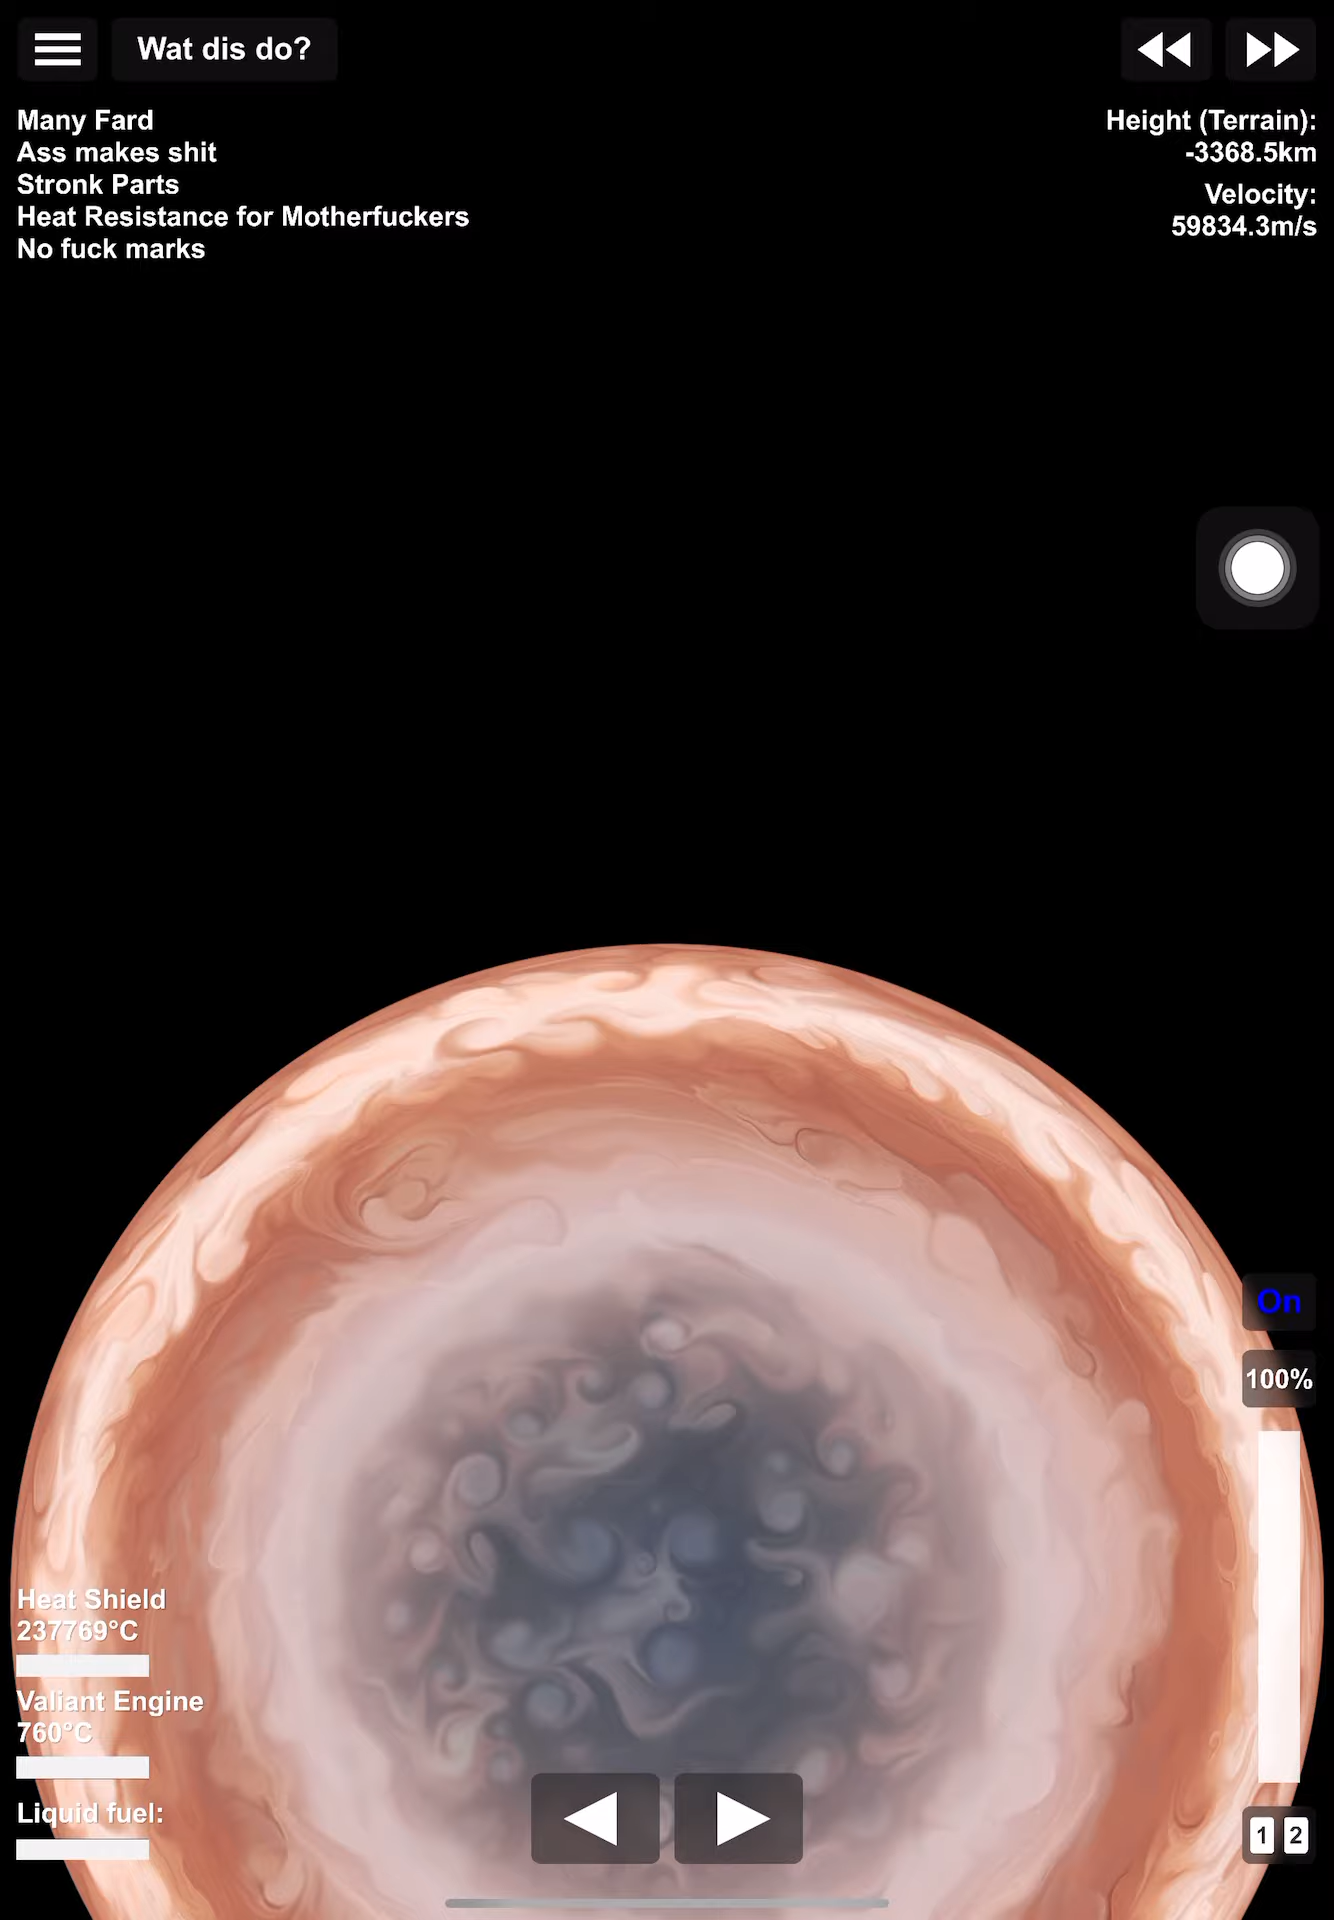 Wat dis do?
Many Fard
Ass makes shit
Stronk Parts
Heat Resistance for Motherfuckers
No fuck marks
Height (Terrain):
-3368.5km
Velocity:
59834.3m/s
On
100%
Heat Shield
237769°C
Valiant Engine
760°C
Liquid fuel:
1 2